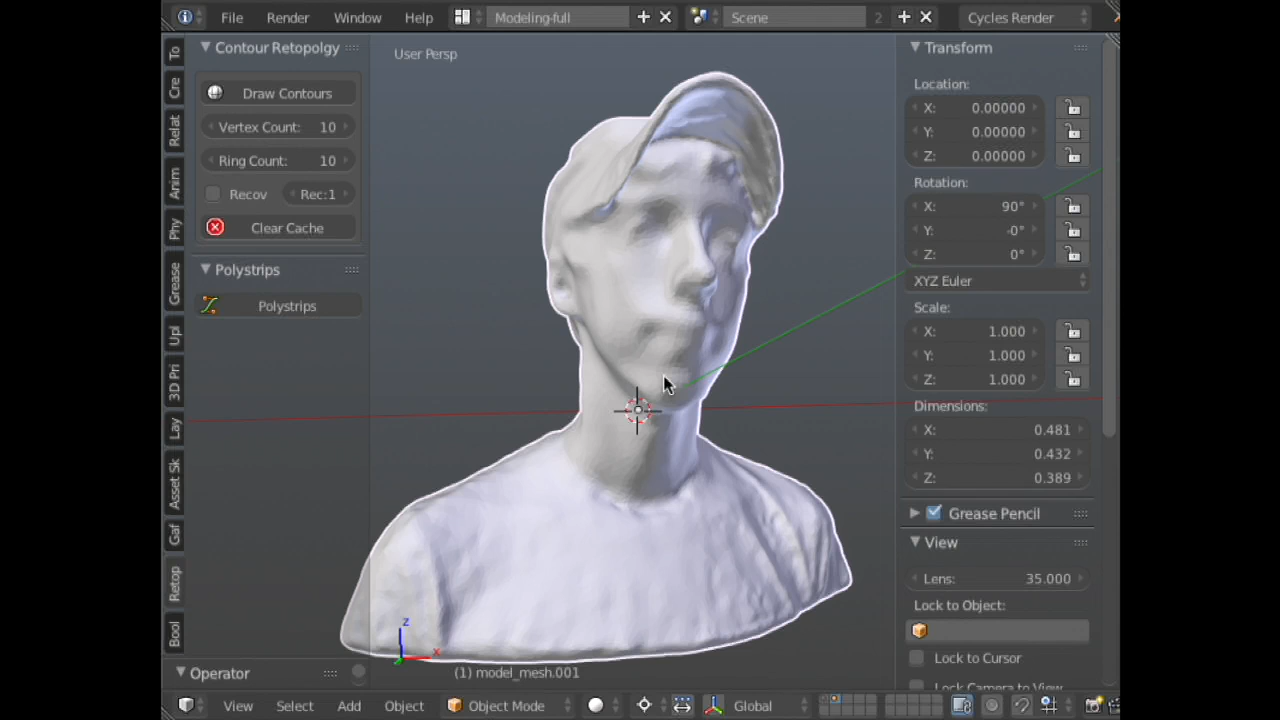 File Render Window Help Modeling-full Scene 2 Cycles Render
To
Cre
Relat
Anim
Phy
Grease
Upl
3D Pri
Lay
Asset Sk
Gaf
Retop
Bool
Contour Retopolgy
Draw Contours
Vertex Count: 10
Ring Count: 10
Recov Rec:1
Clear Cache
Polystrips
Polystrips
Operator
User Persp
z
x
(1) model_mesh.001
Transform
Location:
X: 0.00000
Y: 0.00000
Z: 0.00000
Rotation:
X: 90°
Y: -0°
Z: 0°
XYZ Euler
Scale:
X: 1.000
Y: 1.000
Z: 1.000
Dimensions:
X: 0.481
Y: 0.432
Z: 0.389
Grease Pencil
View
Lens: 35.000
Lock to Object:
Lock to Cursor
Lock Camera to View
View Select Add Object Object Mode Global